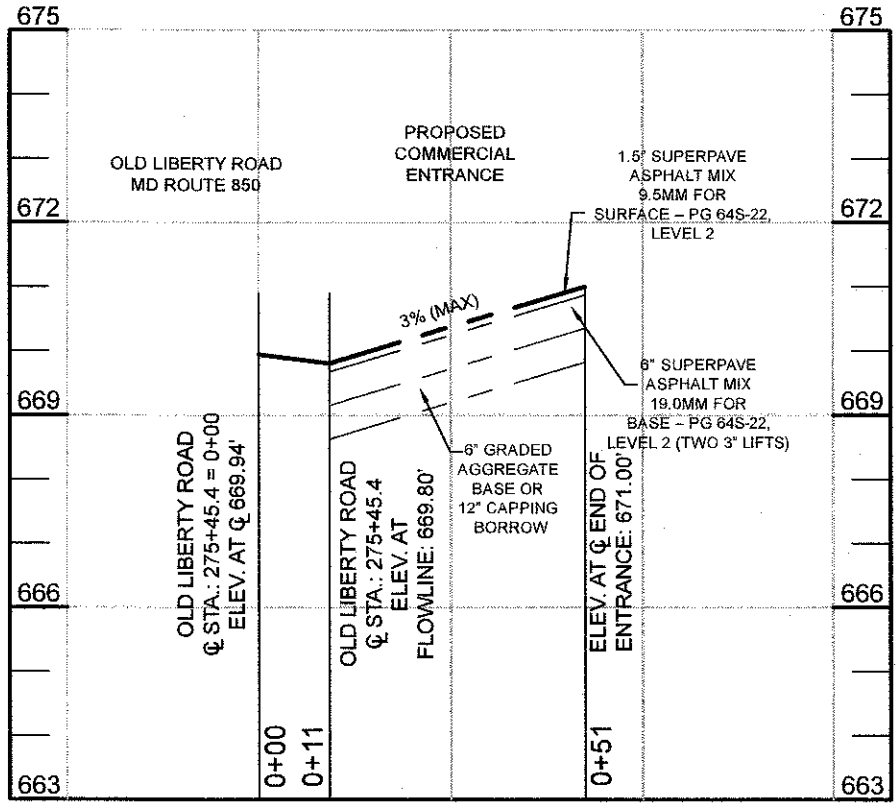 675
675
OLD LIBERTY ROAD
MD ROUTE 850
PROPOSED
COMMERCIAL
ENTRANCE
1.5" SUPERPAVE
ASPHALT MIX
9.5MM FOR
SURFACE – PG 64S-22,
LEVEL 2
672
672
3% (MAX)
6" SUPERPAVE
ASPHALT MIX
19.0MM FOR
BASE – PG 64S-22,
LEVEL 2 (TWO 3" LIFTS)
669
669
6" GRADED
AGGREGATE
BASE OR
12" CAPPING
BORROW
OLD LIBERTY ROAD
℄ STA.: 275+45.4 = 0+00
ELEV. AT ℄ 669.94'
OLD LIBERTY ROAD
℄ STA.: 275+45.4
ELEV. AT
FLOWLINE: 669.80'
ELEV. AT ℄ END OF
ENTRANCE: 671.00'
666
666
0+00
0+11
0+51
663
663